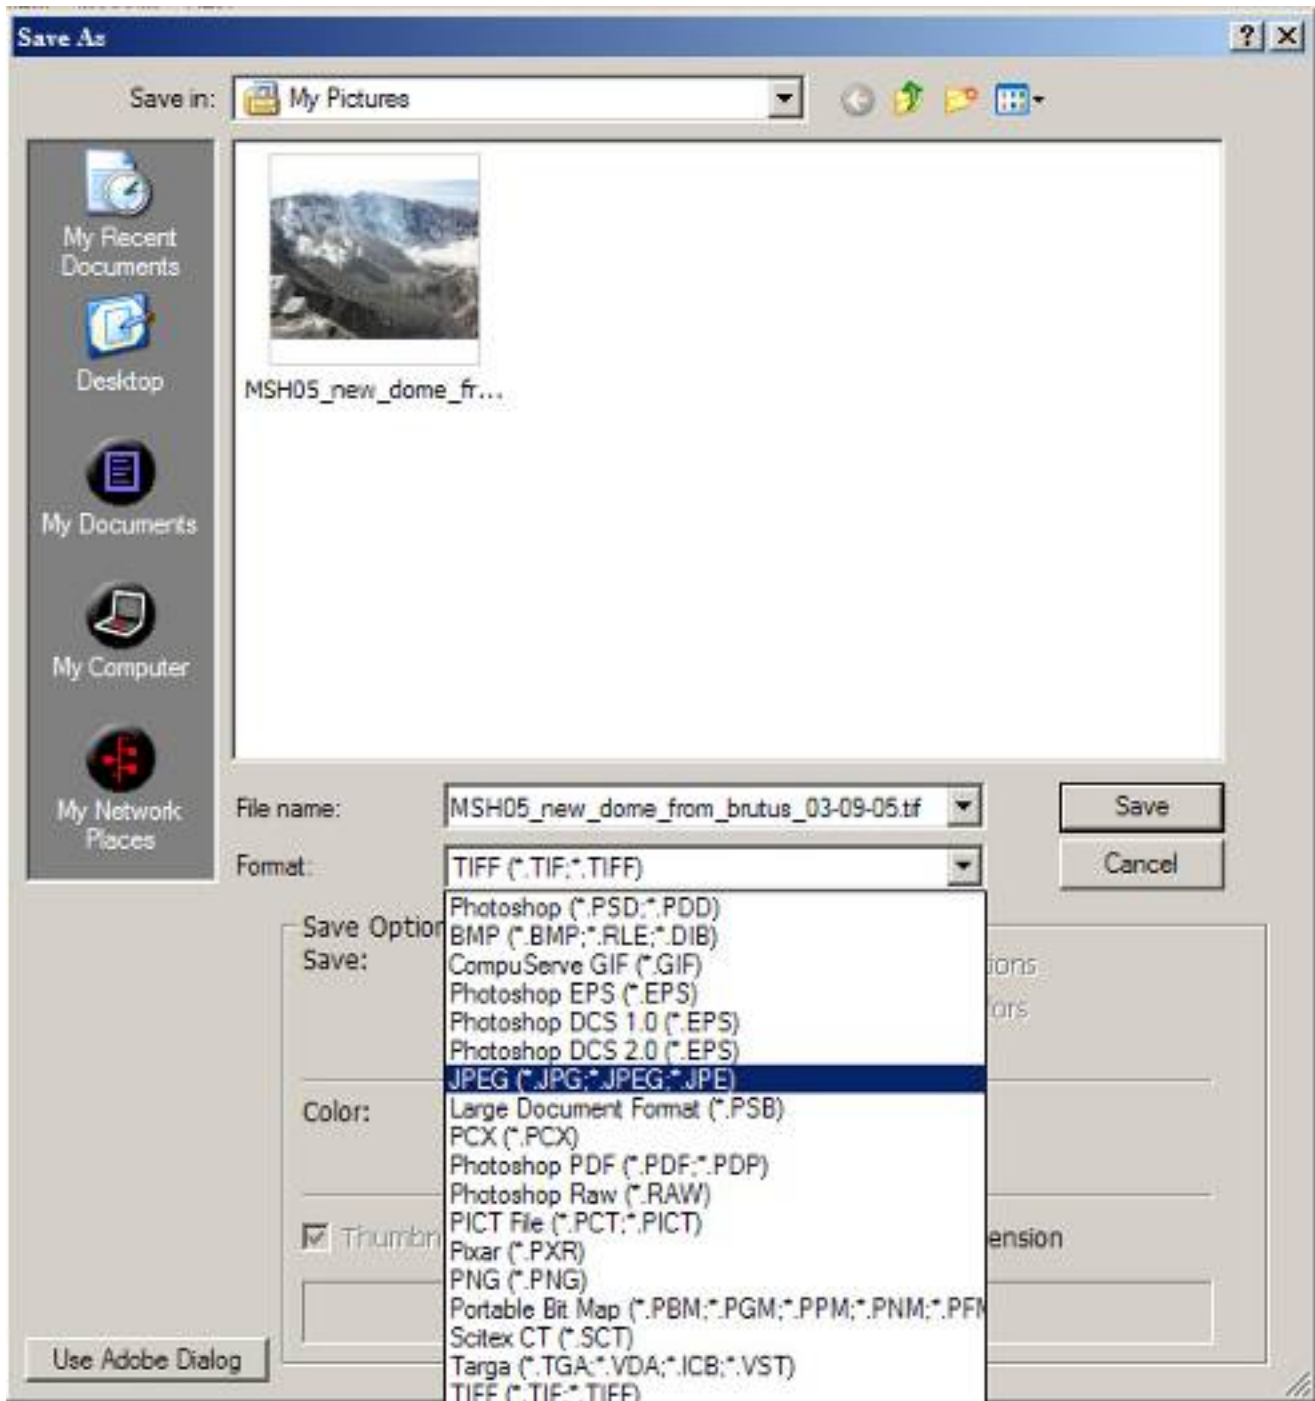 Save As
Save in:
My Pictures
My Recent
Documents
Desktop
My Documents
My Computer
My Network
Places
MSH05_new_dome_fr...
File name:
MSH05_new_dome_from_brutus_03-09-05.tif
Save
Format:
TIFF (*.TIF;*.TIFF)
Cancel
Photoshop (*.PSD;*.PDD)
BMP (*.BMP;*.RLE;*.DIB)
CompuServe GIF (*.GIF)
Photoshop EPS (*.EPS)
Photoshop DCS 1.0 (*.EPS)
Photoshop DCS 2.0 (*.EPS)
JPEG (*.JPG;*.JPEG;*.JPE)
Large Document Format (*.PSB)
PCX (*.PCX)
Photoshop PDF (*.PDF;*.PDP)
Photoshop Raw (*.RAW)
PICT File (*.PCT;*.PICT)
Pixar (*.PXR)
PNG (*.PNG)
Portable Bit Map (*.PBM;*.PGM;*.PPM;*.PNM;*.PFM
Scitex CT (*.SCT)
Targa (*.TGA;*.VDA;*.ICB;*.VST)
TIFF (*.TIF;*.TIFF)
Save Option
Save:
ions
ors
Color:
Thumbn
ension
Use Adobe Dialog